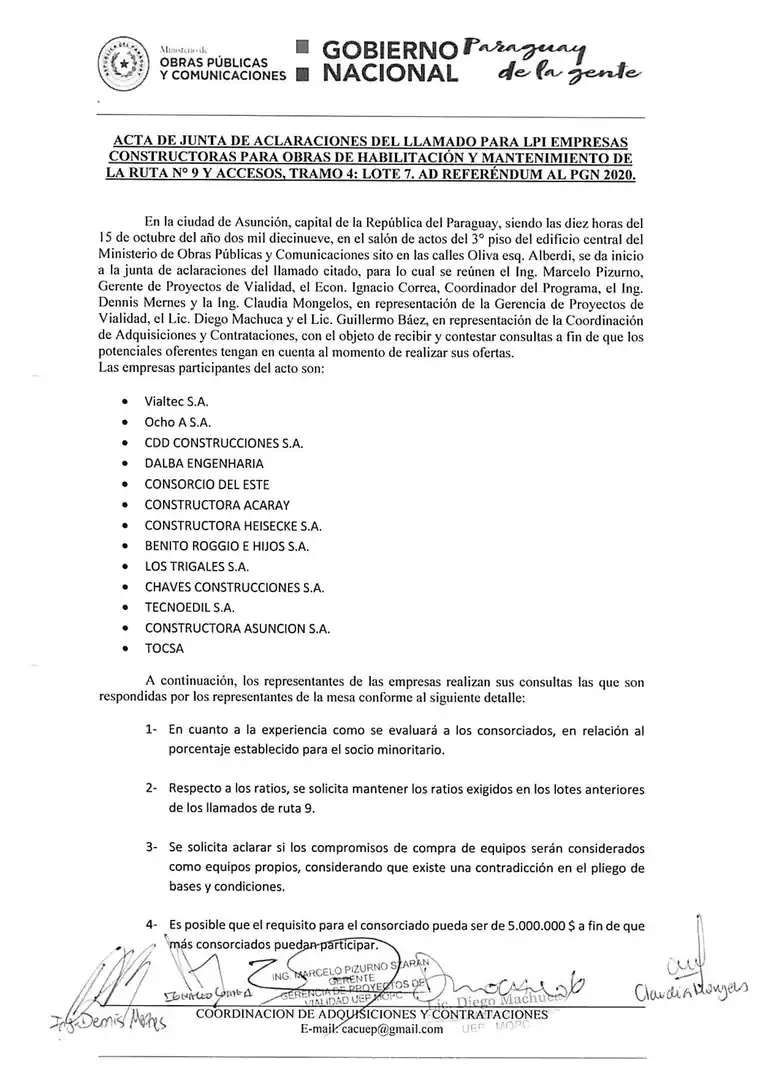 Ministerio de
OBRAS PÚBLICAS
Y COMUNICACIONES
GOBIERNO
NACIONAL
Paraguay
de la gente
ACTA DE JUNTA DE ACLARACIONES DEL LLAMADO PARA LPI EMPRESAS
CONSTRUCTORAS PARA OBRAS DE HABILITACIÓN Y MANTENIMIENTO DE
LA RUTA Nº 9 Y ACCESOS, TRAMO 4: LOTE 7. AD REFERÉNDUM AL PGN 2020.
En la ciudad de Asunción, capital de la República del Paraguay, siendo las diez horas del
15 de octubre del año dos mil diecinueve, en el salón de actos del 3º piso del edificio central del
Ministerio de Obras Públicas y Comunicaciones sito en las calles Oliva esq. Alberdi, se da inicio
a la junta de aclaraciones del llamado citado, para lo cual se reúnen el Ing. Marcelo Pizurno,
Gerente de Proyectos de Vialidad, el Econ. Ignacio Correa, Coordinador del Programa, el Ing.
Dennis Mernes y la Ing. Claudia Mongelos, en representación de la Gerencia de Proyectos de
Vialidad, el Lic. Diego Machuca y el Lic. Guillermo Báez, en representación de la Coordinación
de Adquisiciones y Contrataciones, con el objeto de recibir y contestar consultas a fin de que los
potenciales oferentes tengan en cuenta al momento de realizar sus ofertas.
Las empresas participantes del acto son:
• Vialtec S.A.
• Ocho A S.A.
• CDD CONSTRUCCIONES S.A.
• DALBA ENGENHARIA
• CONSORCIO DEL ESTE
• CONSTRUCTORA ACARAY
• CONSTRUCTORA HEISECKE S.A.
• BENITO ROGGIO E HIJOS S.A.
• LOS TRIGALES S.A.
• CHAVES CONSTRUCCIONES S.A.
• TECNOEDIL S.A.
• CONSTRUCTORA ASUNCION S.A.
• TOCSA
A continuación, los representantes de las empresas realizan sus consultas las que son
respondidas por los representantes de la mesa conforme al siguiente detalle:
1- En cuanto a la experiencia como se evaluará a los consorciados, en relación al
porcentaje establecido para el socio minoritario.
2- Respecto a los ratios, se solicita mantener los ratios exigidos en los lotes anteriores
de los llamados de ruta 9.
3- Se solicita aclarar si los compromisos de compra de equipos serán considerados
como equipos propios, considerando que existe una contradicción en el pliego de
bases y condiciones.
4- Es posible que el requisito para el consorciado pueda ser de 5.000.000 $ a fin de que
más consorciados puedan participar.
ING. MARCELO PIZURNO SZARÁN
GERENTE
GERENCIA DE PROYECTOS DE
VIALIDAD UEP MOPC
Lic. Diego Machuca
UEP MOPC
Claudia Mongelos
COORDINACION DE ADQUISICIONES Y CONTRATACIONES
E-mail: cacuep@gmail.com